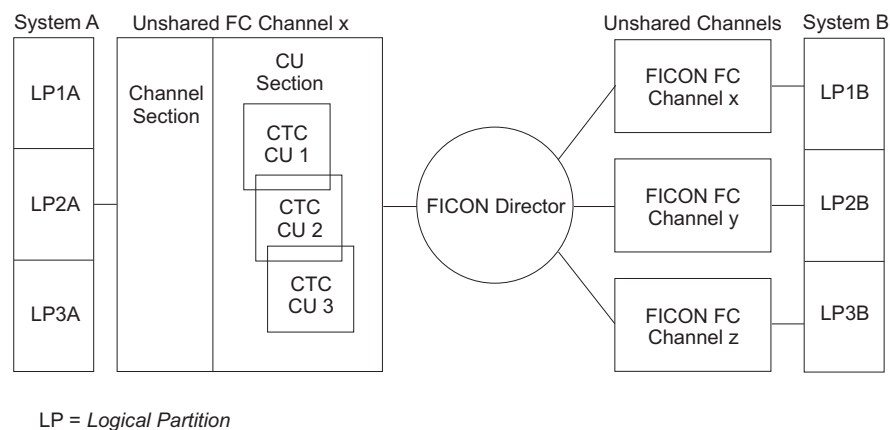 System A
Unshared FC Channel x
Unshared Channels
System B
LP1A
LP2A
LP3A
Channel
Section
CU
Section
CTC
CU 1
CTC
CU 2
CTC
CU 3
FICON Director
FICON FC
Channel x
FICON FC
Channel y
FICON FC
Channel z
LP1B
LP2B
LP3B
LP = Logical Partition